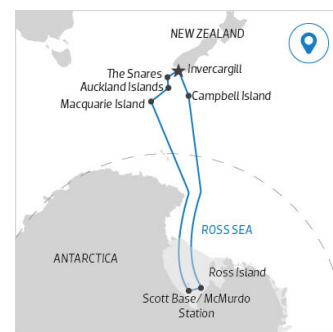 NEW ZEALAND
The Snares
Invercargill
Auckland Islands
Macquarie Island
Campbell Island
ROSS SEA
ANTARCTICA
Ross Island
Scott Base/ McMurdo
Station